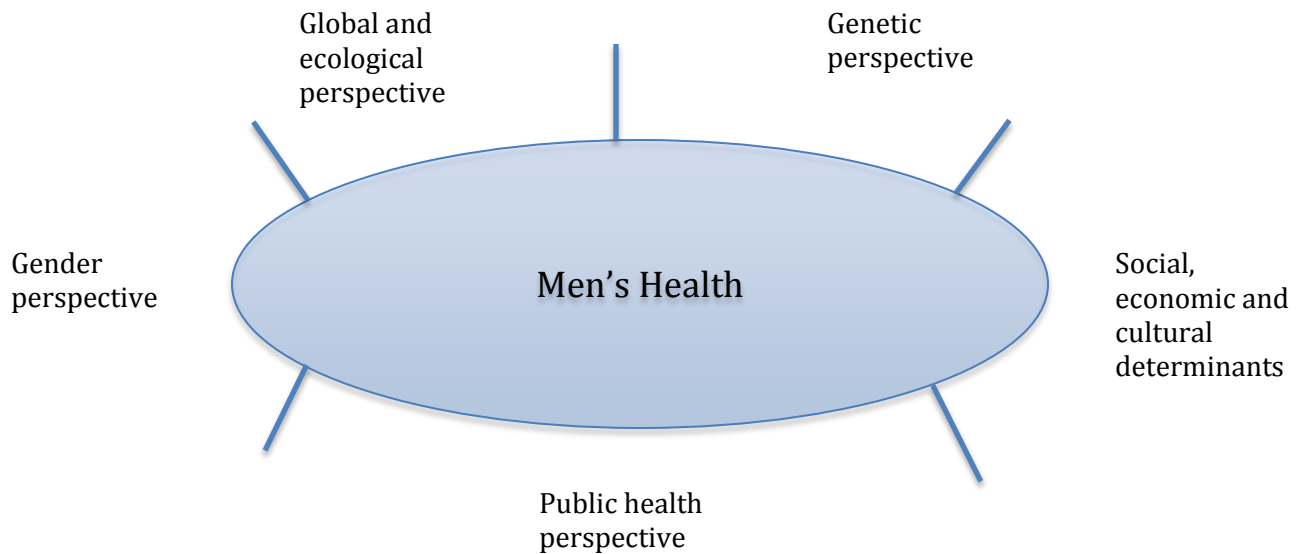 Global and
ecological
perspective
Genetic
perspective
Gender
perspective
Men’s Health
Social,
economic and
cultural
determinants
Public health
perspective